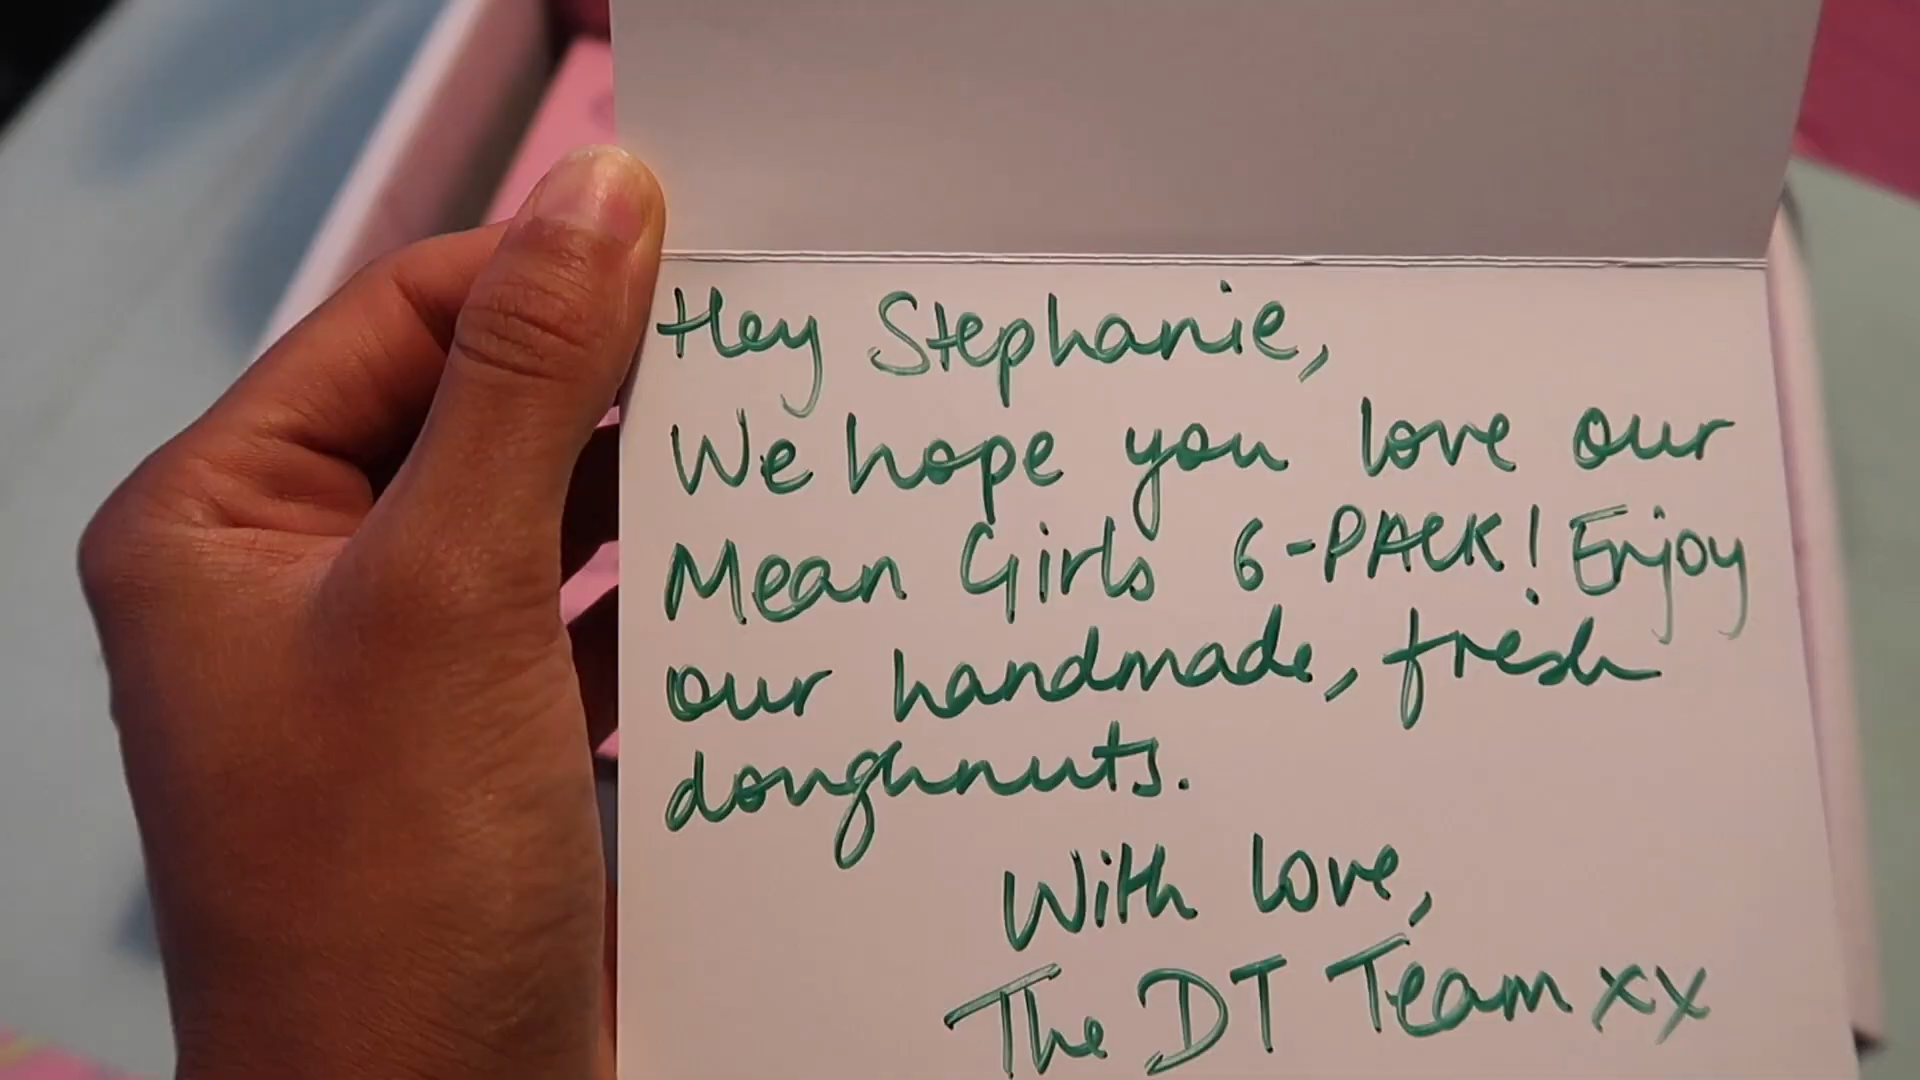 Hey Stephanie,
We hope you love our
Mean Girls 6-PACK! Enjoy
our handmade, fresh
doughnuts.
With love,
The DT Team xx